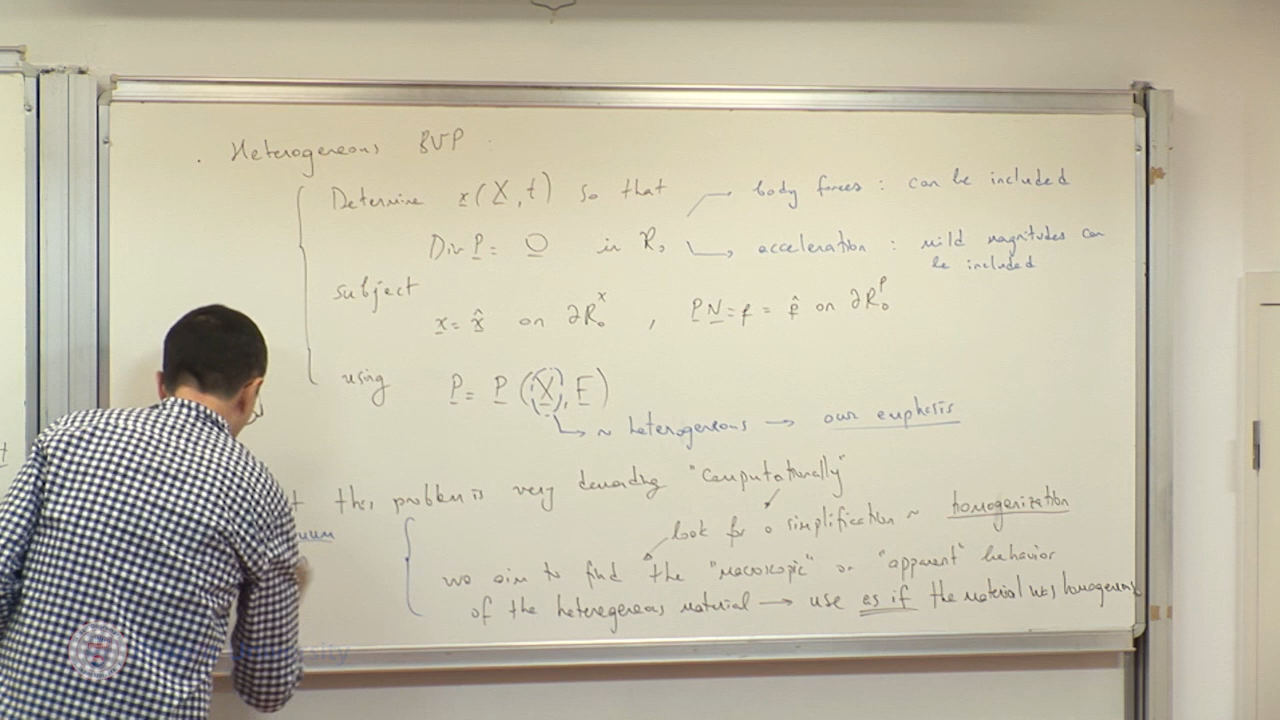 . Heterogeneous BVP
Determine x(X,t) so that → body forces : can be included
Div P = 0 in R₀ → acceleration : mild magnitudes can
be included
subject
x = x̂ on ∂R₀ˣ , P N = p = p̂ on ∂R₀ᵖ
using P = P (X, F)
↳ ~ heterogeneous → our emphasis
this problem is very demanding "computationally"
look for a simplification ~ homogenization
we aim to find the "macroscopic" or "apparent" behavior
of the heterogeneous material → use as if the material was homogeneous